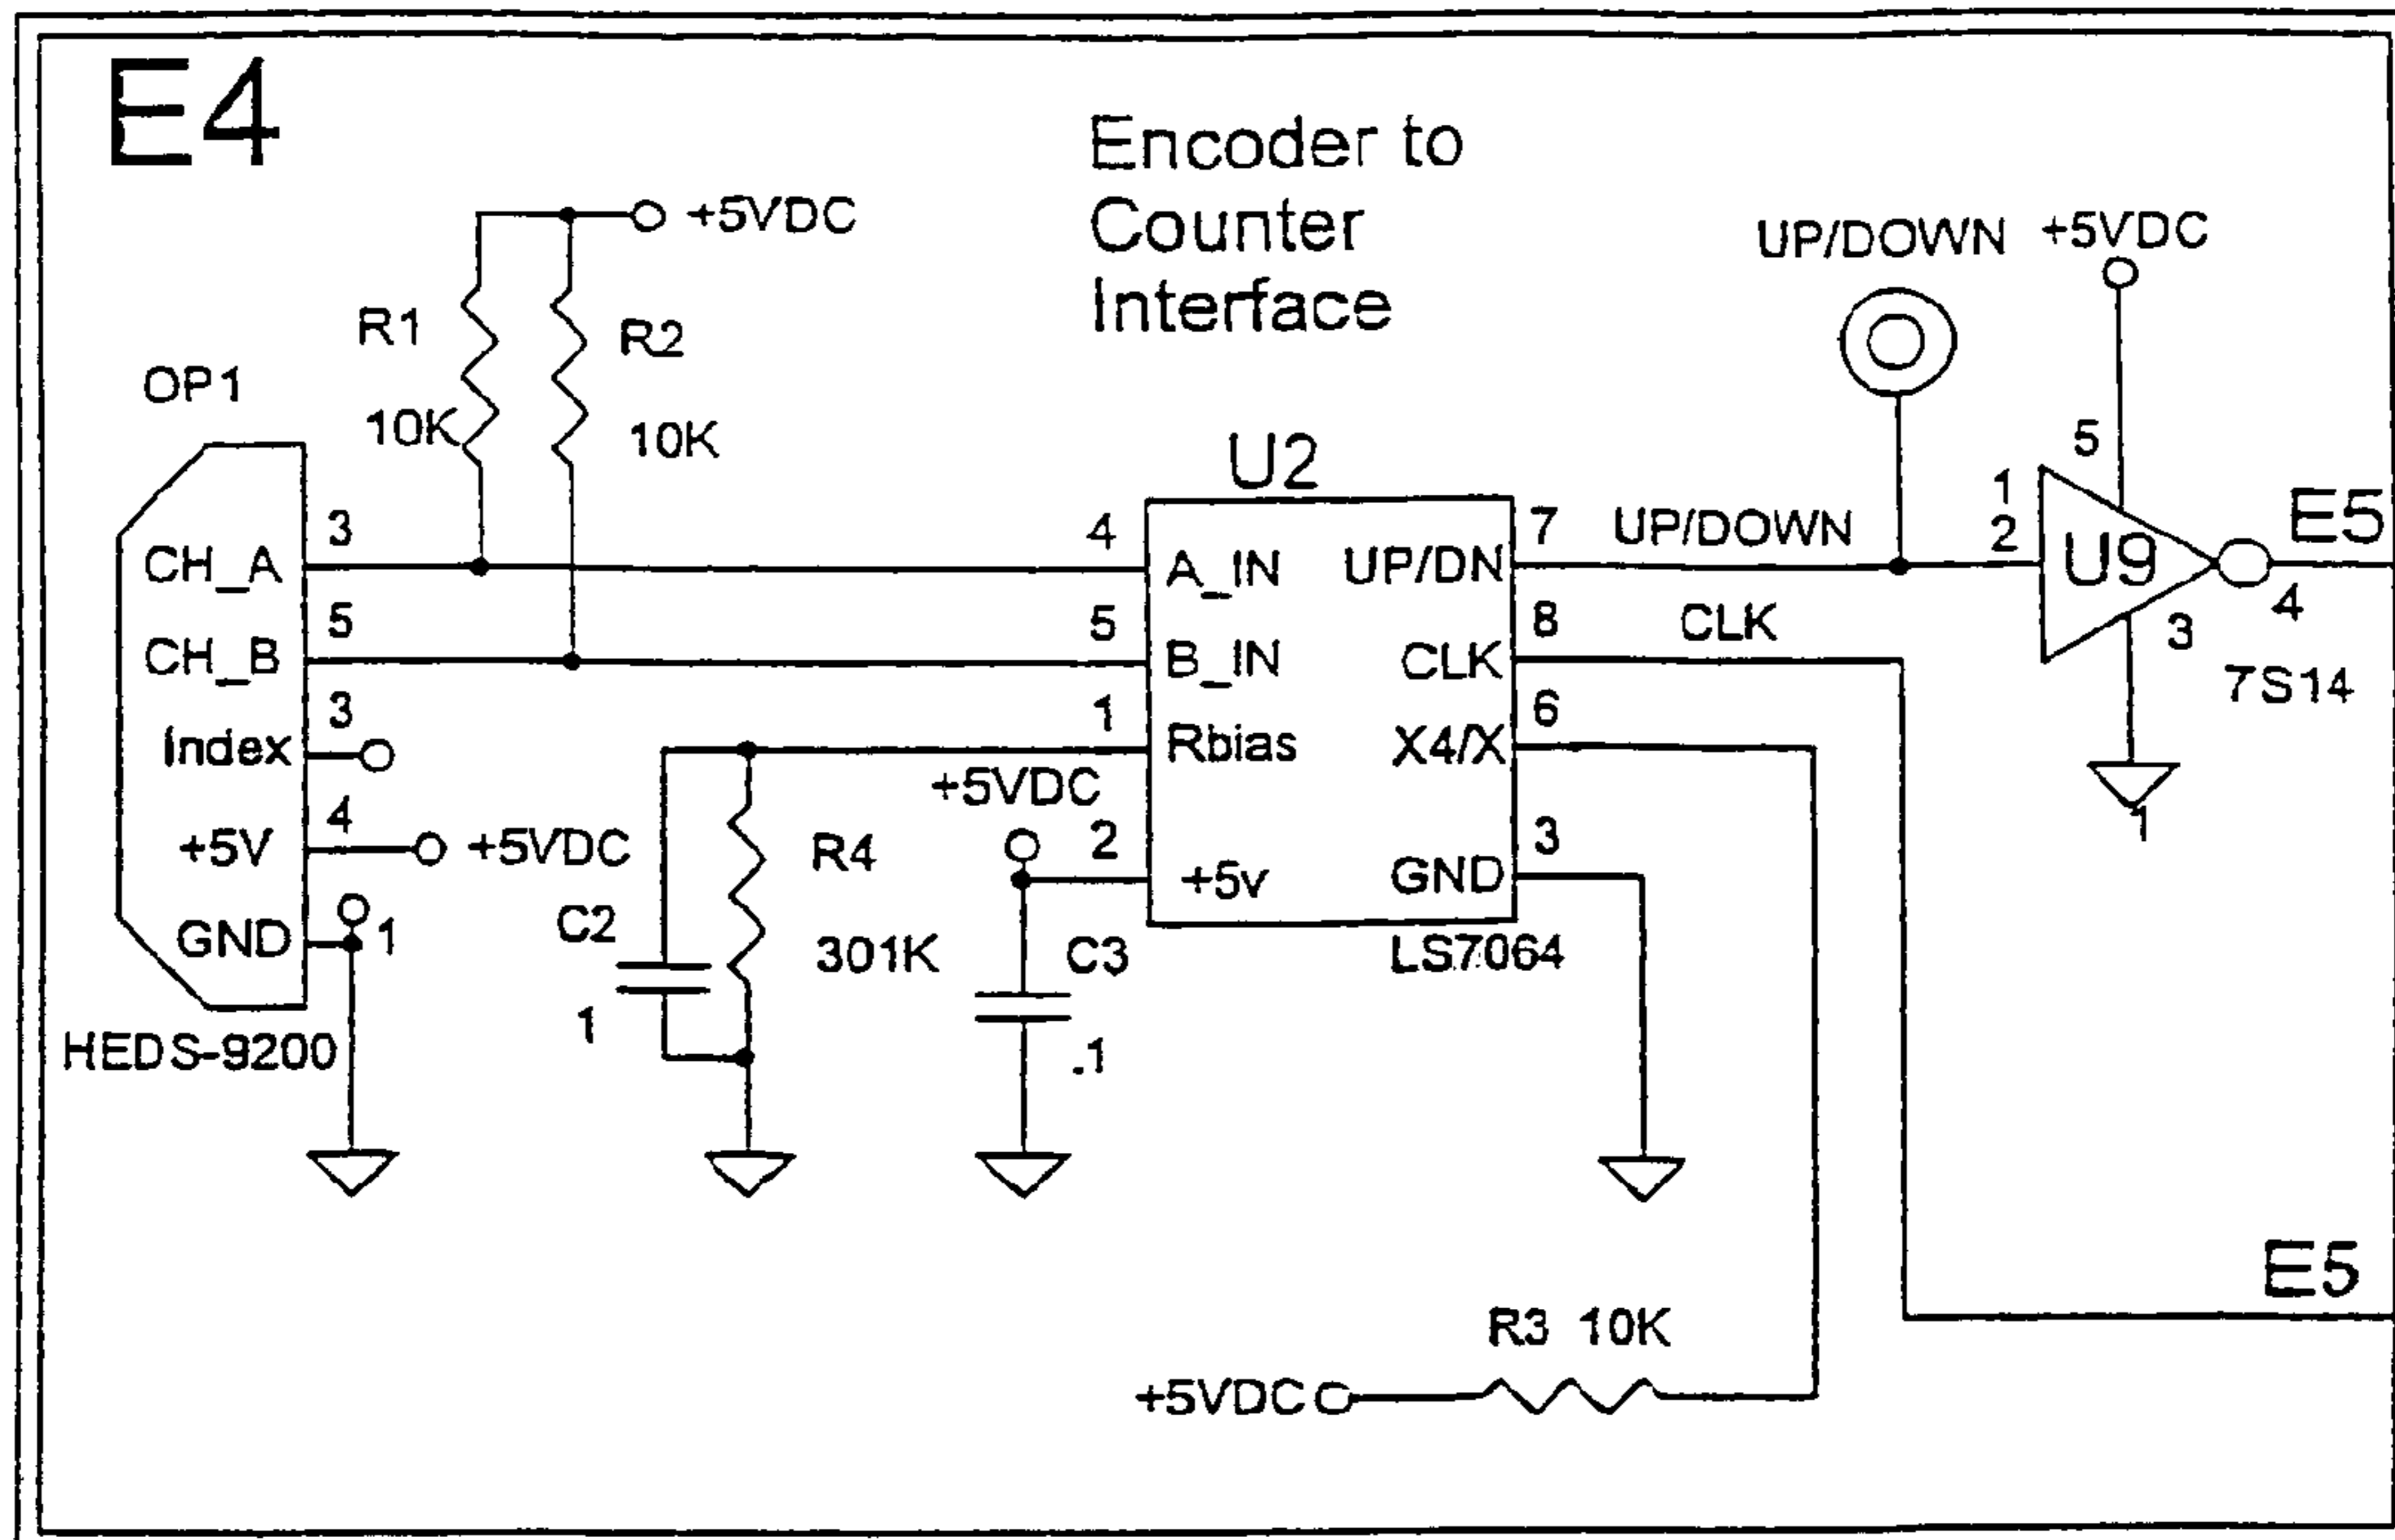 E4
Encoder to
Counter
Interface
+5VDC
UP/DOWN
+5VDC
R1
R2
OP1
10K
10K
U2
5
3
4
7
UP/DOWN
1
2
E5
CH_A
A_IN
UP/DN
U9
5
5
8
CLK
4
3
CH_B
B_IN
CLK
7S14
3
1
6
Index
Rbias
X4/X
+5VDC
1
4
2
3
+5V
+5VDC
R4
+5v
GND
C2
GND
1
301K
C3
LS7064
HEDS-9200
1
.1
E5
R3 10K
+5VDC